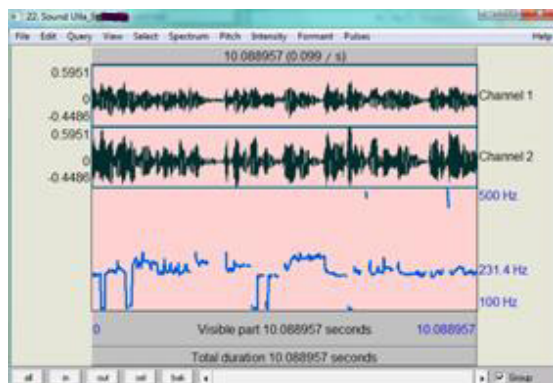 22. Sound Ulla_
File Edit Query View Select Spectrum Pitch Intensity Formant Pulses Help
10.088957 (0.099 / s)
0.5951
0
-0.4486
Channel 1
0.5951
0
-0.4486
Channel 2
500 Hz
231.4 Hz
100 Hz
0 Visible part 10.088957 seconds 10.088957
Total duration 10.088957 seconds
all in out sel bak Group